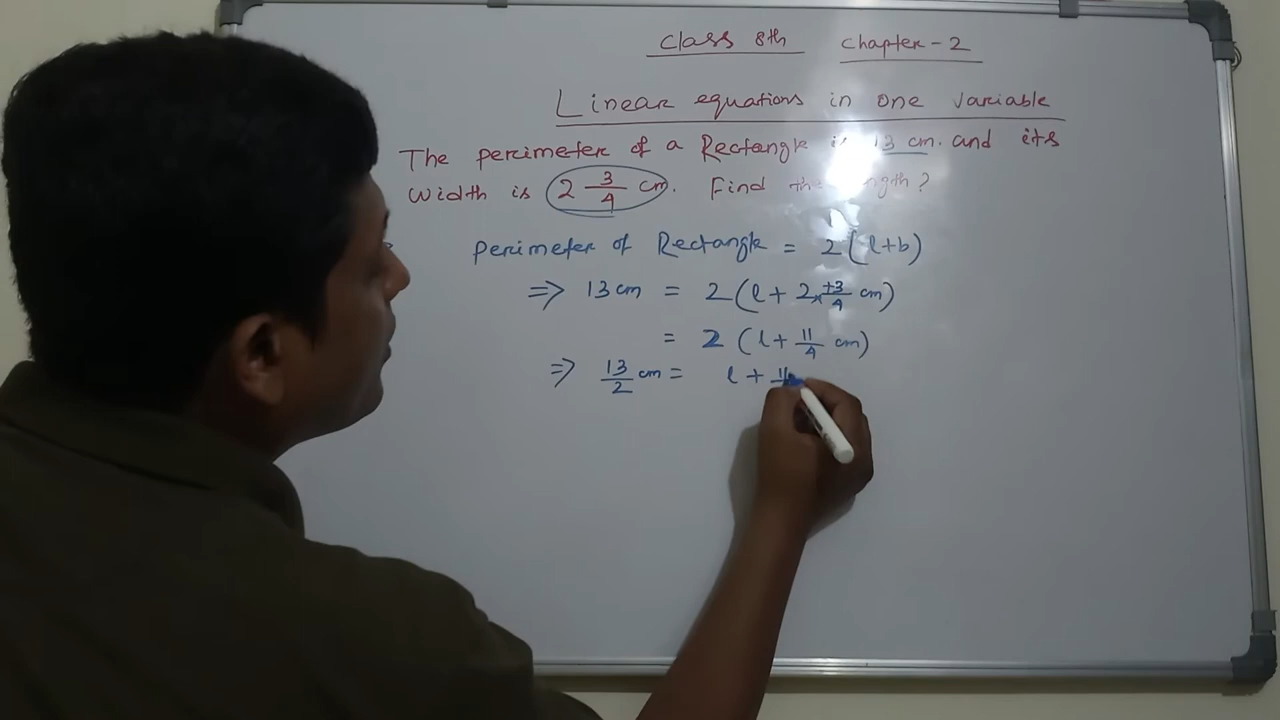 Class 8th Chapter - 2
Linear equations in one variable
The perimeter of a Rectangle is 13 cm. and its
width is 2 3/4 cm. Find the length?
Perimeter of Rectangle = 2(l+b)
⇒ 13 cm = 2(l + 2×+3/4 cm)
= 2 (l + 11/4 cm)
⇒ 13/2 cm = l + 11